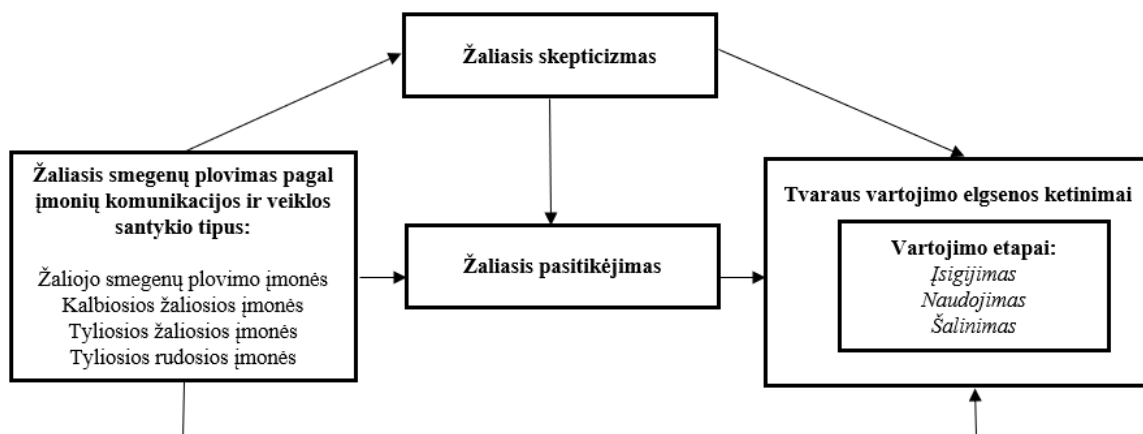 Žaliasis skepticizmas
Žaliasis smegenų plovimas pagal
įmonių komunikacijos ir veiklos
santykio tipus:
Žaliojo smegenų plovimo įmonės
Kalbiosios žaliosios įmonės
Tyliosios žaliosios įmonės
Tyliosios rudosios įmonės
Žaliasis pasitikėjimas
Tvaraus vartojimo elgsenos ketinimai
Vartojimo etapai:
Įsigijimas
Naudojimas
Šalinimas